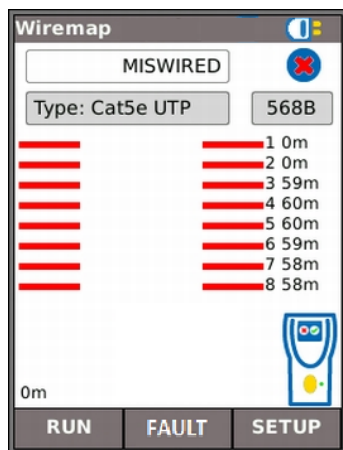 Wiremap
MISWIRED
Type: Cat5e UTP 568B
1 0m
2 0m
3 59m
4 60m
5 60m
6 59m
7 58m
8 58m
0m
RUN FAULT SETUP